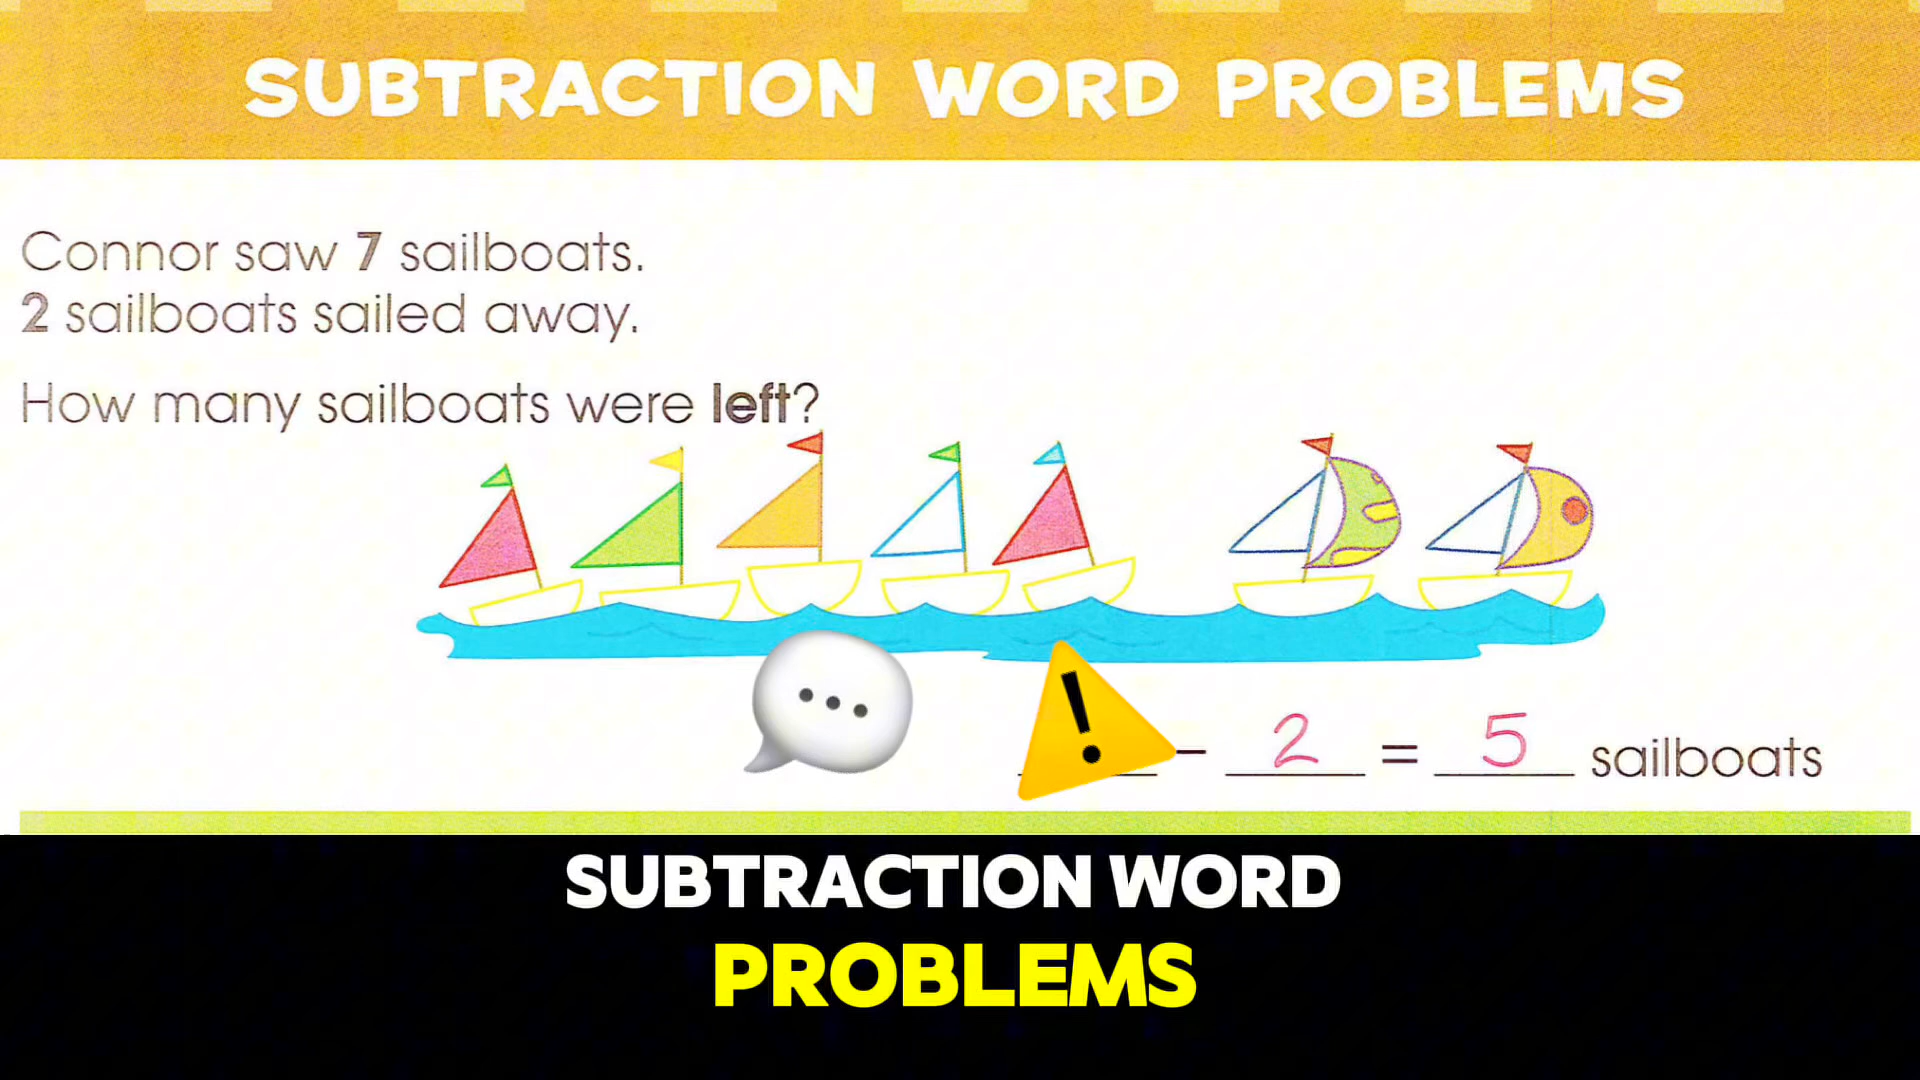 SUBTRACTION WORD PROBLEMS
Connor saw 7 sailboats.
2 sailboats sailed away.
How many sailboats were left?
– 2 = 5 sailboats
SUBTRACTION WORD
PROBLEMS